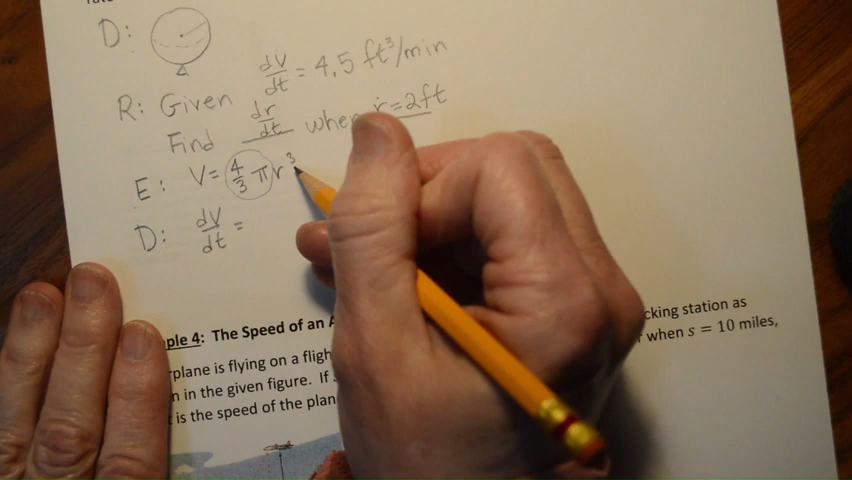 D:
dV/dt = 4.5 ft³/min
R: Given
Find dr/dt when r = 2ft
E: V = 4/3 π r³
D: dV/dt =
ple 4: The Speed of an A
cking station as
rplane is flying on a fligh
when s = 10 miles,
n in the given figure. If
t is the speed of the plan